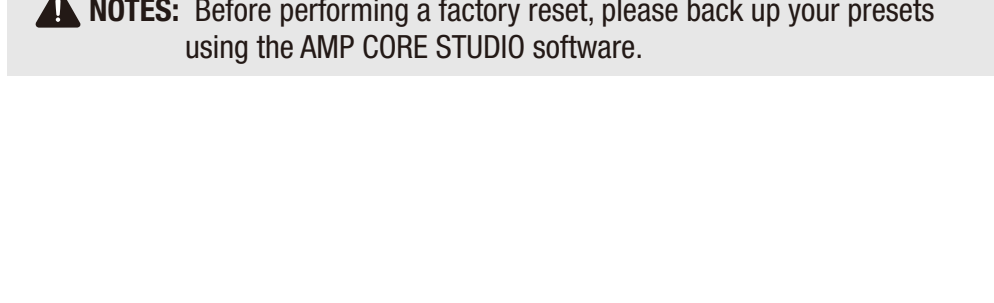 NOTES: Before performing a factory reset, please back up your presets
using the AMP CORE STUDIO software.